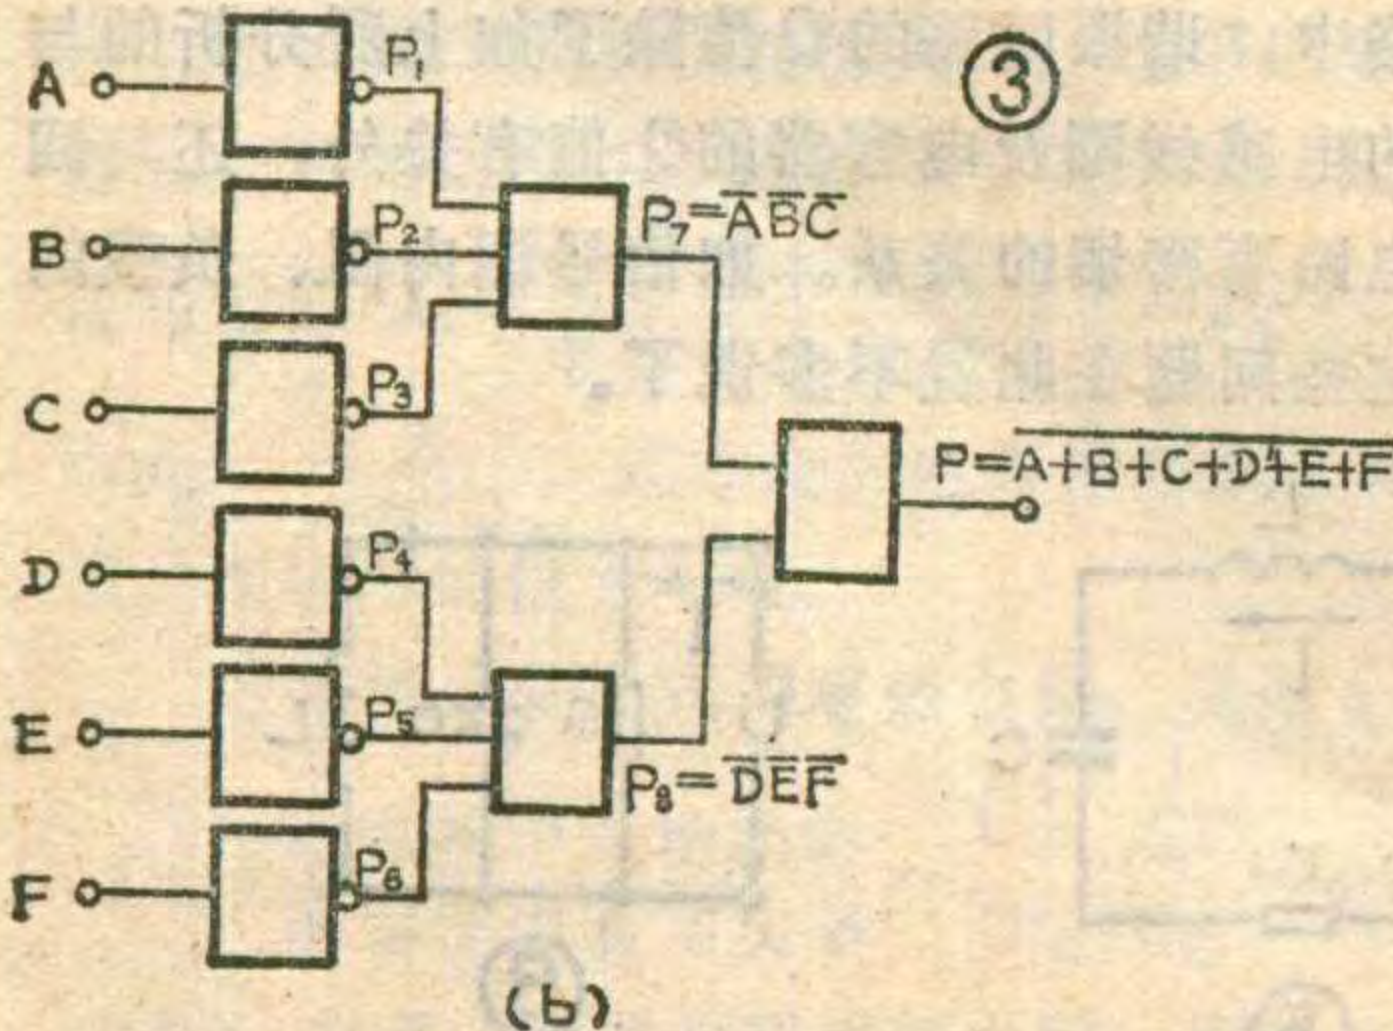 ③
A
P₁
B
P₂
P₇=A̅ B̅ C̅
C
P₃
P=A̅+̅B̅+̅C̅+̅D̅+̅E̅+̅F̅
D
P₄
E
P₅
P₈=D̅ E̅ F̅
F
P₆
(b)